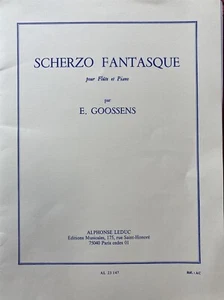 SCHERZO FANTASQUE
pour Flûte et Piano
par
E. GOOSSENS
ALPHONSE LEDUC
Editions Musicales, 175, rue Saint-Honoré
75040 Paris cedex 01
AL 23 147